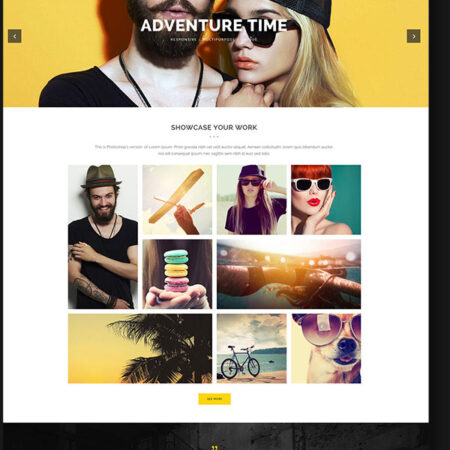 ADVENTURE TIME
RESPONSIVE
SHOWCASE YOUR WORK
This is Photoshop's version of Lorem Ipsum. Proin gravida nibh vel velit auctor aliquet. Aenean sollicitudin, lorem quis
bibendum auctor, nisi elit consequat ipsum, nec sagittis sem nibh id elit. Duis sed
SEE MORE